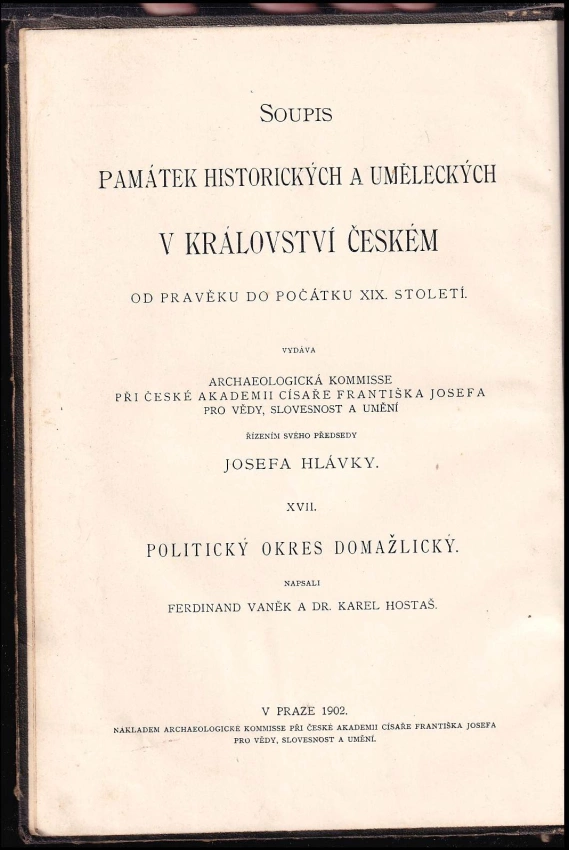 SOUPIS
PAMÁTEK HISTORICKÝCH A UMĚLECKÝCH
V KRÁLOVSTVÍ ČESKÉM
OD PRAVĚKU DO POČÁTKU XIX. STOLETÍ.
VYDÁVA
ARCHAEOLOGICKÁ KOMMISSE
PŘI ČESKÉ AKADEMII CÍSAŘE FRANTIŠKA JOSEFA
PRO VĚDY, SLOVESNOST A UMĚNÍ
ŘÍZENÍM SVÉHO PŘEDSEDY
JOSEFA HLÁVKY.
XVII.
POLITICKÝ OKRES DOMAŽLICKÝ.
NAPSALI
FERDINAND VANĚK A DR. KAREL HOSTAŠ.
V PRAZE 1902.
NAKLADEM ARCHAEOLOGICKÉ KOMMISSE PŘI ČESKÉ AKADEMII CÍSAŘE FRANTIŠKA JOSEFA
PRO VĚDY, SLOVESNOST A UMĚNÍ.